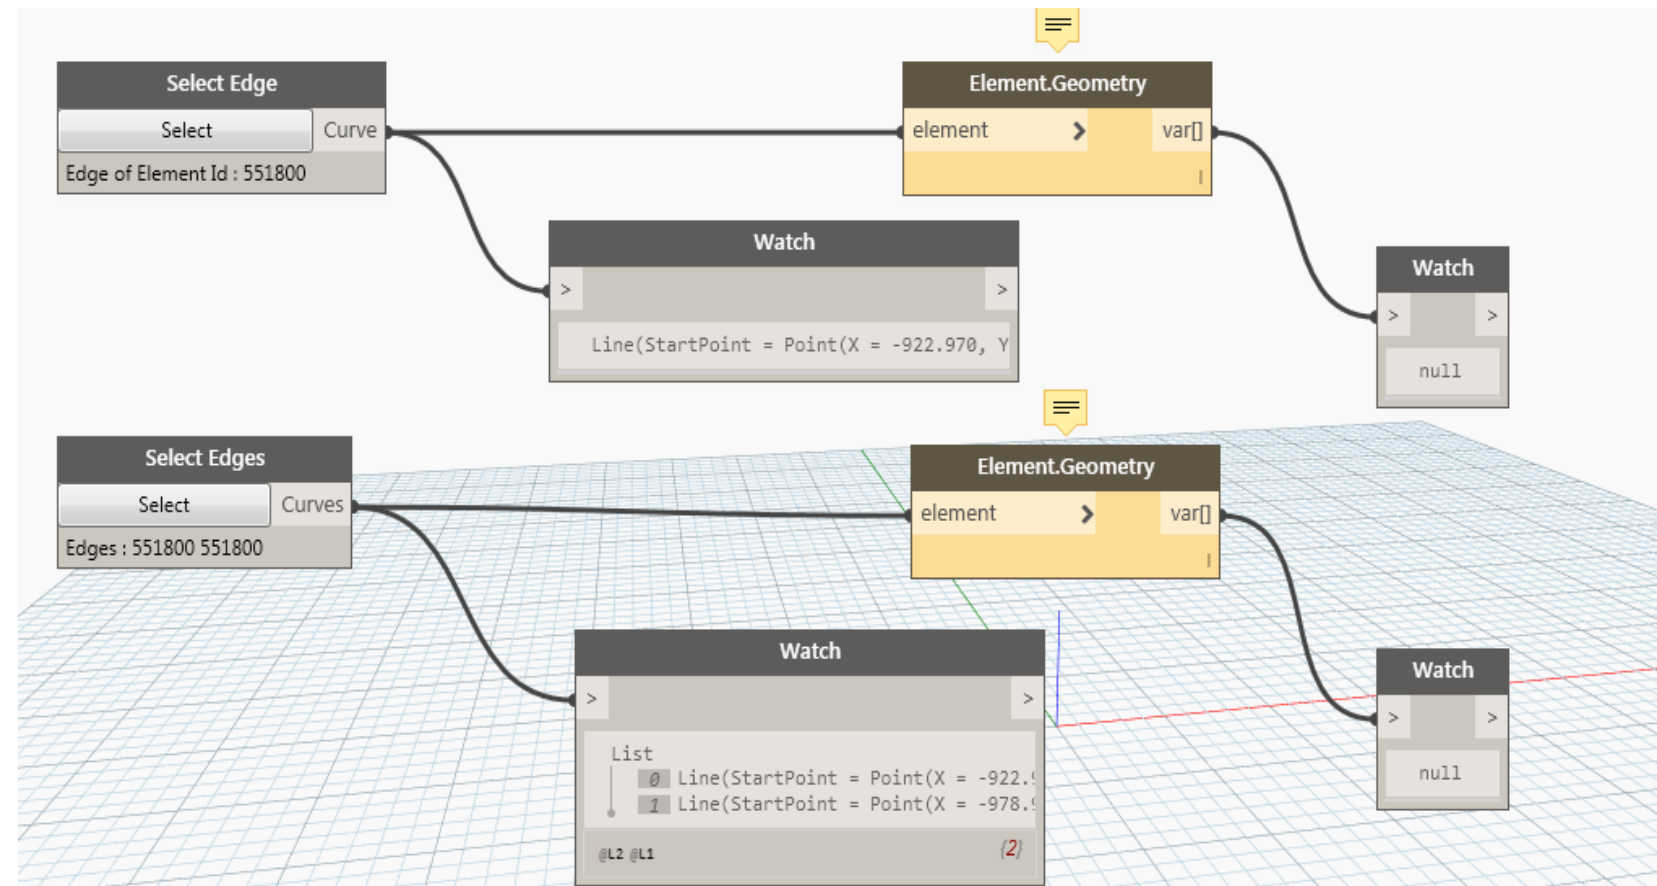 Select Edge
Select
Curve
Edge of Element Id : 551800
Element.Geometry
element
>
var[]
l
Watch
>
>
Line(StartPoint = Point(X = -922.970, Y
Watch
>
>
null
Select Edges
Select
Curves
Edges : 551800 551800
Element.Geometry
element
>
var[]
l
Watch
>
>
List
0 Line(StartPoint = Point(X = -922.9
1 Line(StartPoint = Point(X = -978.9
@L2 @L1
{2}
Watch
>
>
null